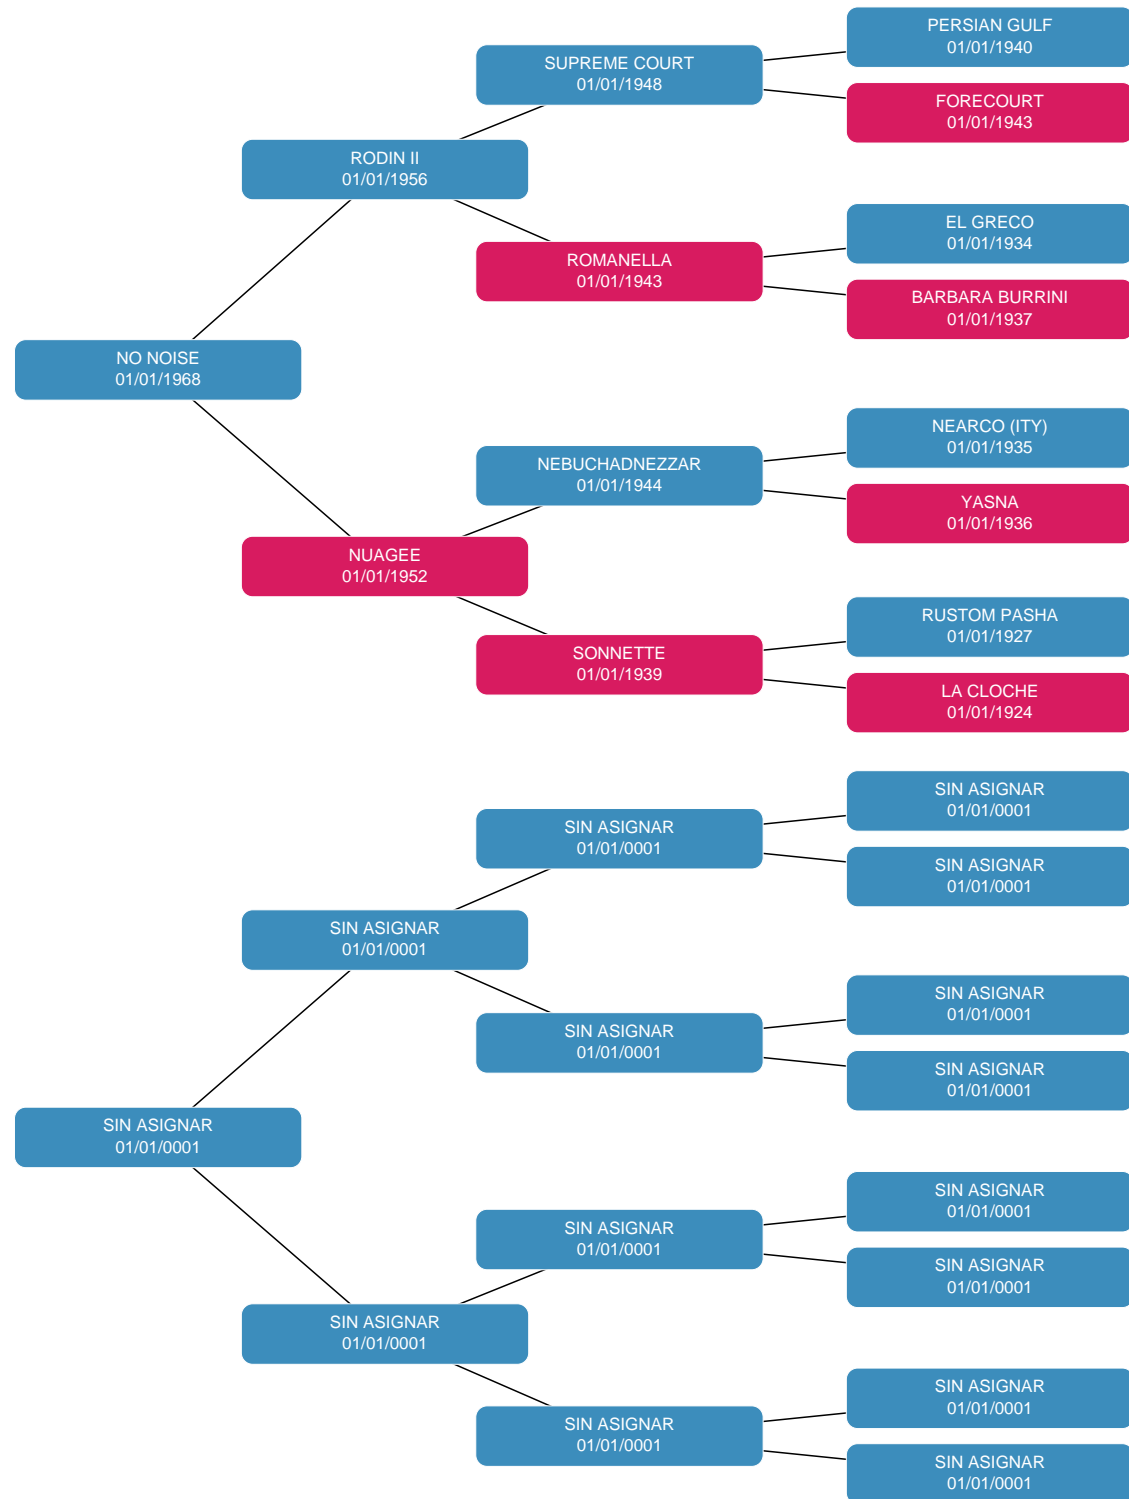 PERSIAN GULF
01/01/1940
SUPREME COURT
01/01/1948
FORECOURT
01/01/1943
RODIN II
01/01/1956
EL GRECO
01/01/1934
ROMANELLA
01/01/1943
BARBARA BURRINI
01/01/1937
NO NOISE
01/01/1968
NEARCO (ITY)
01/01/1935
NEBUCHADNEZZAR
01/01/1944
YASNA
01/01/1936
NUAGEE
01/01/1952
RUSTOM PASHA
01/01/1927
SONNETTE
01/01/1939
LA CLOCHE
01/01/1924
SIN ASIGNAR
01/01/0001
SIN ASIGNAR
01/01/0001
SIN ASIGNAR
01/01/0001
SIN ASIGNAR
01/01/0001
SIN ASIGNAR
01/01/0001
SIN ASIGNAR
01/01/0001
SIN ASIGNAR
01/01/0001
SIN ASIGNAR
01/01/0001
SIN ASIGNAR
01/01/0001
SIN ASIGNAR
01/01/0001
SIN ASIGNAR
01/01/0001
SIN ASIGNAR
01/01/0001
SIN ASIGNAR
01/01/0001
SIN ASIGNAR
01/01/0001
SIN ASIGNAR
01/01/0001